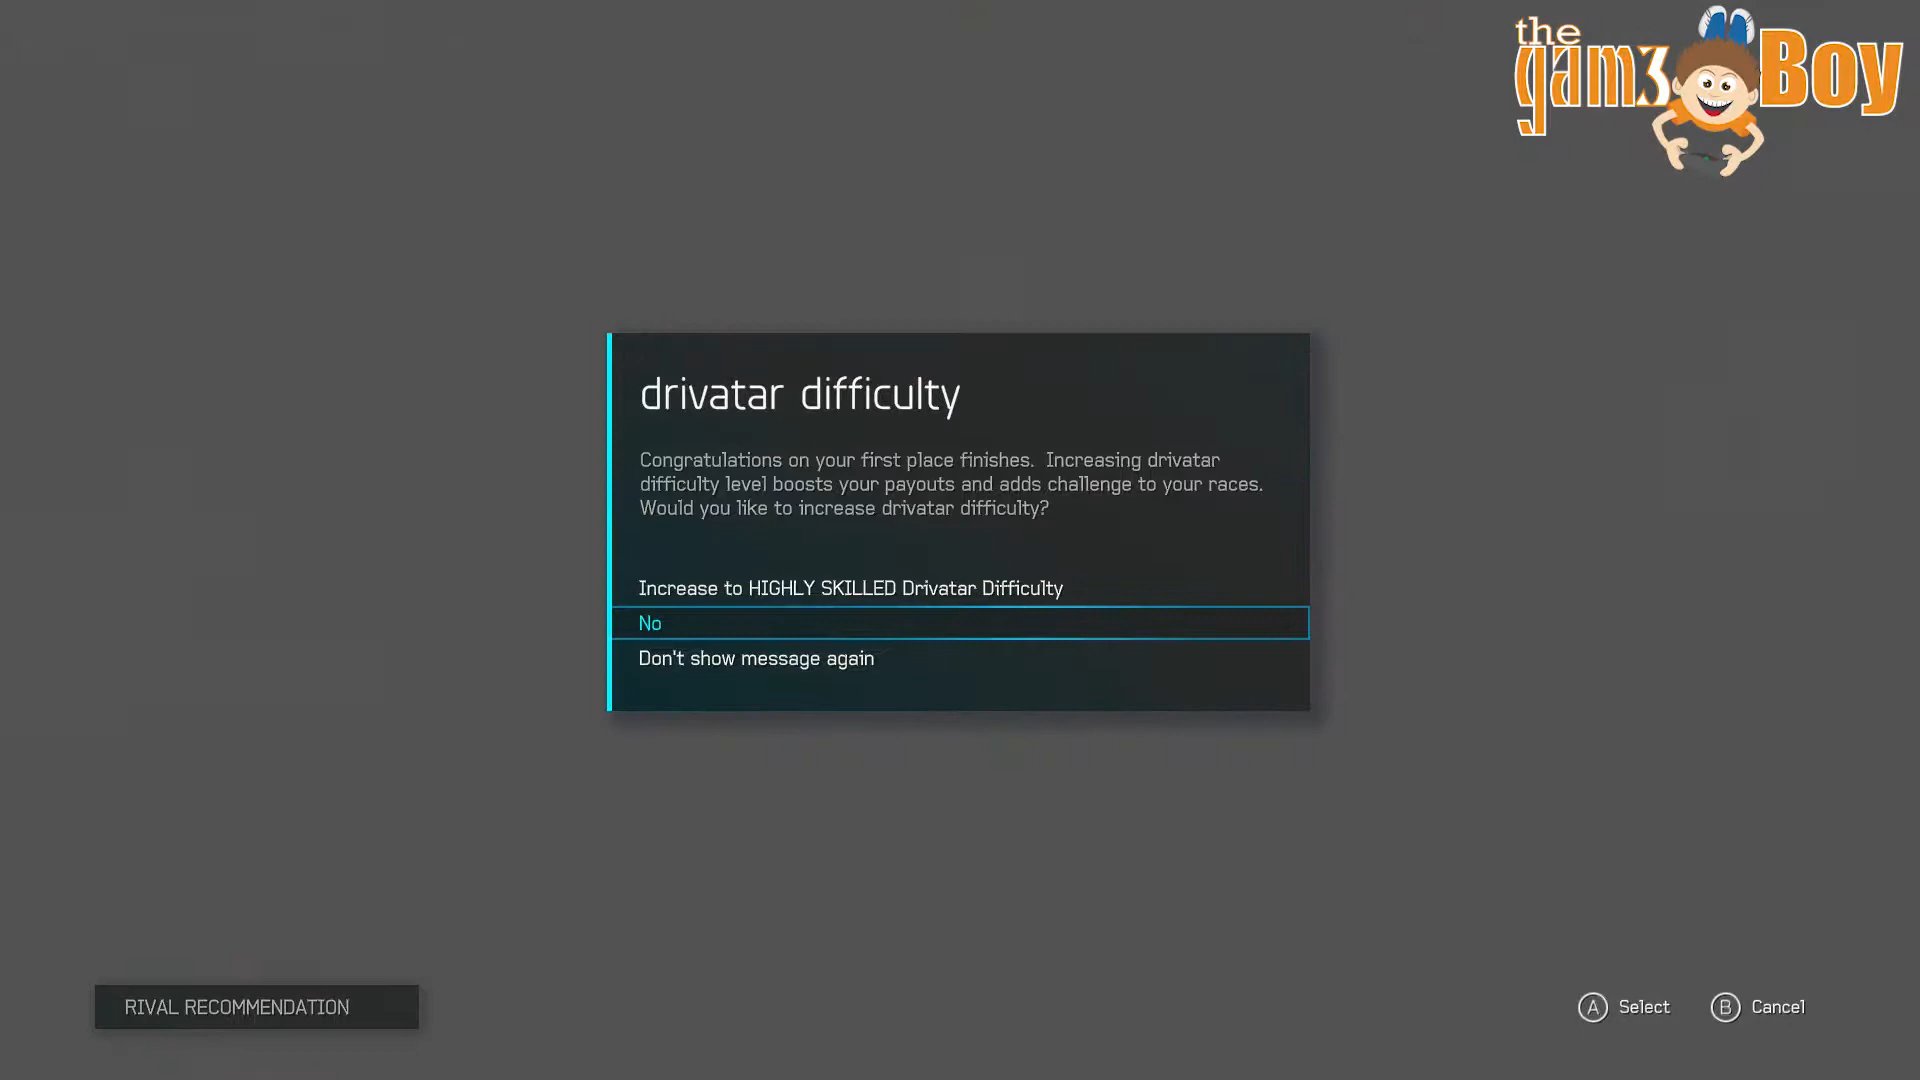 the
gam3 Boy
drivatar difficulty
Congratulations on your first place finishes.  Increasing drivatar
difficulty level boosts your payouts and adds challenge to your races.
Would you like to increase drivatar difficulty?
Increase to HIGHLY SKILLED Drivatar Difficulty
No
Don't show message again
RIVAL RECOMMENDATION
A Select B Cancel